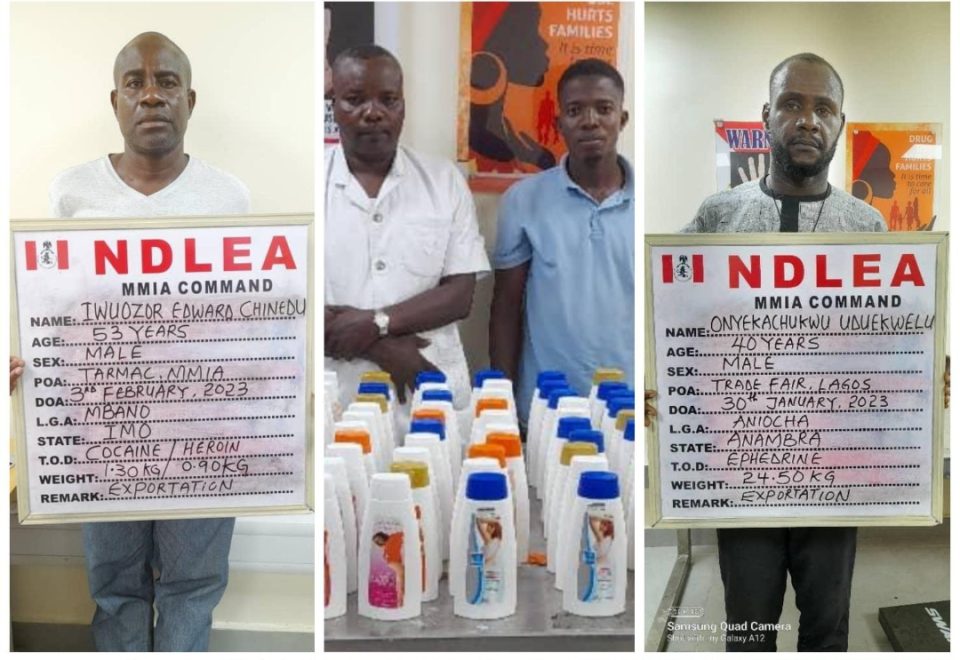 NDLEA
MMIA COMMAND
NAME: IWUOZOR EDWARD CHINEDU
AGE: 53 YEARS
SEX: MALE
POA: TARMAC, MMIA
DOA: 3RD FEBRUARY, 2023
L.G.A: MBANO
STATE: IMO
T.O.D: COCAINE / HEROIN
WEIGHT: 1.30KG / 0.90KG
REMARK: EXPORTATION
HURTS
FAMILIES
It is time
WARN
DRUG
FAMILIES
It is time
to care
for all
NDLEA
MMIA COMMAND
NAME: ONYEKACHUKWU UDUEKWELU
AGE: 40 YEARS
SEX: MALE
POA: TRADE FAIR, LAGOS
DOA: 30th JANUARY, 2023
L.G.A: ANIOCHA
STATE: ANAMBRA
T.O.D: EPHEDRINE
WEIGHT: 24.50KG
REMARK: EXPORTATION
Samsung Quad Camera
Shot with my Galaxy A12